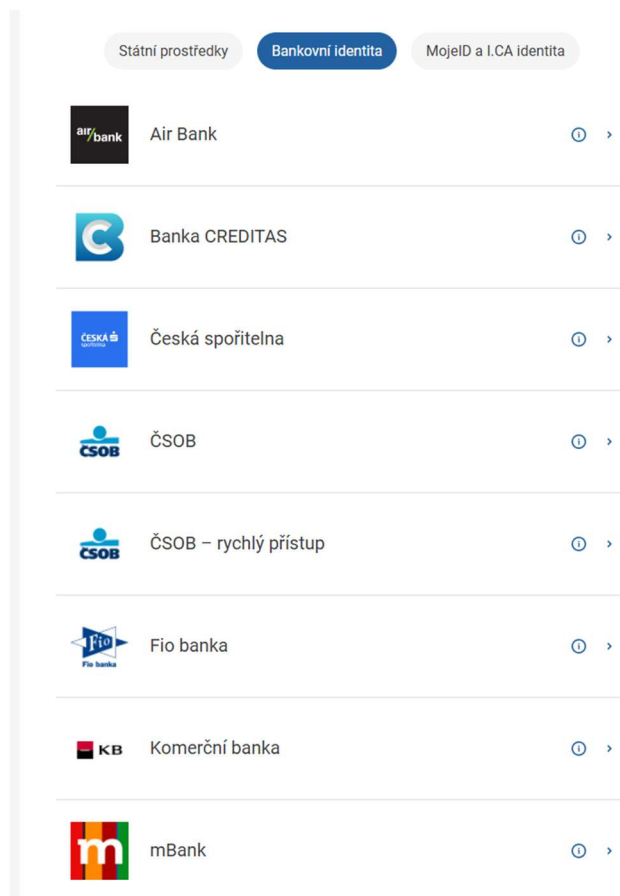 Státní prostředky Bankovní identita MojeID a I.CA identita
air bank Air Bank
Banka CREDITAS
ČESKÁ spořitelna Česká spořitelna
ČSOB ČSOB
ČSOB ČSOB – rychlý přístup
Fio Fio banka Fio banka
KB Komerční banka
m mBank